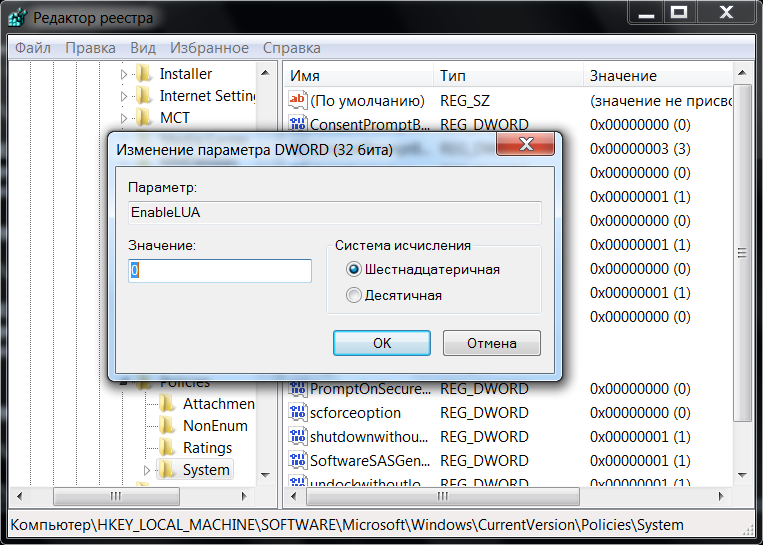 Редактор реестра
Файл Правка Вид Избранное Справка
Installer
Internet Setting
MCT
Policies
Attachmen
NonEnum
Ratings
System
Имя Тип Значение
(По умолчанию) REG_SZ (значение не присво
ConsentPromptB... REG_DWORD 0x00000000 (0)
0x00000003 (3)
0x00000000 (0)
0x00000001 (1)
0x00000000 (0)
0x00000001 (1)
0x00000000 (0)
0x00000001 (1)
0x00000000 (0)
Изменение параметра DWORD (32 бита)
Параметр:
EnableLUA
Значение:
0
Система исчисления
Шестнадцатеричная
Десятичная
OK Отмена
PromptOnSecure... REG_DWORD 0x00000000 (0)
scforceoption REG_DWORD 0x00000000 (0)
shutdownwithou... REG_DWORD 0x00000001 (1)
SoftwareSASGen... REG_DWORD 0x00000001 (1)
undockwithoutlo... REG_DWORD 0x00000001 (1)
Компьютер\HKEY_LOCAL_MACHINE\SOFTWARE\Microsoft\Windows\CurrentVersion\Policies\System